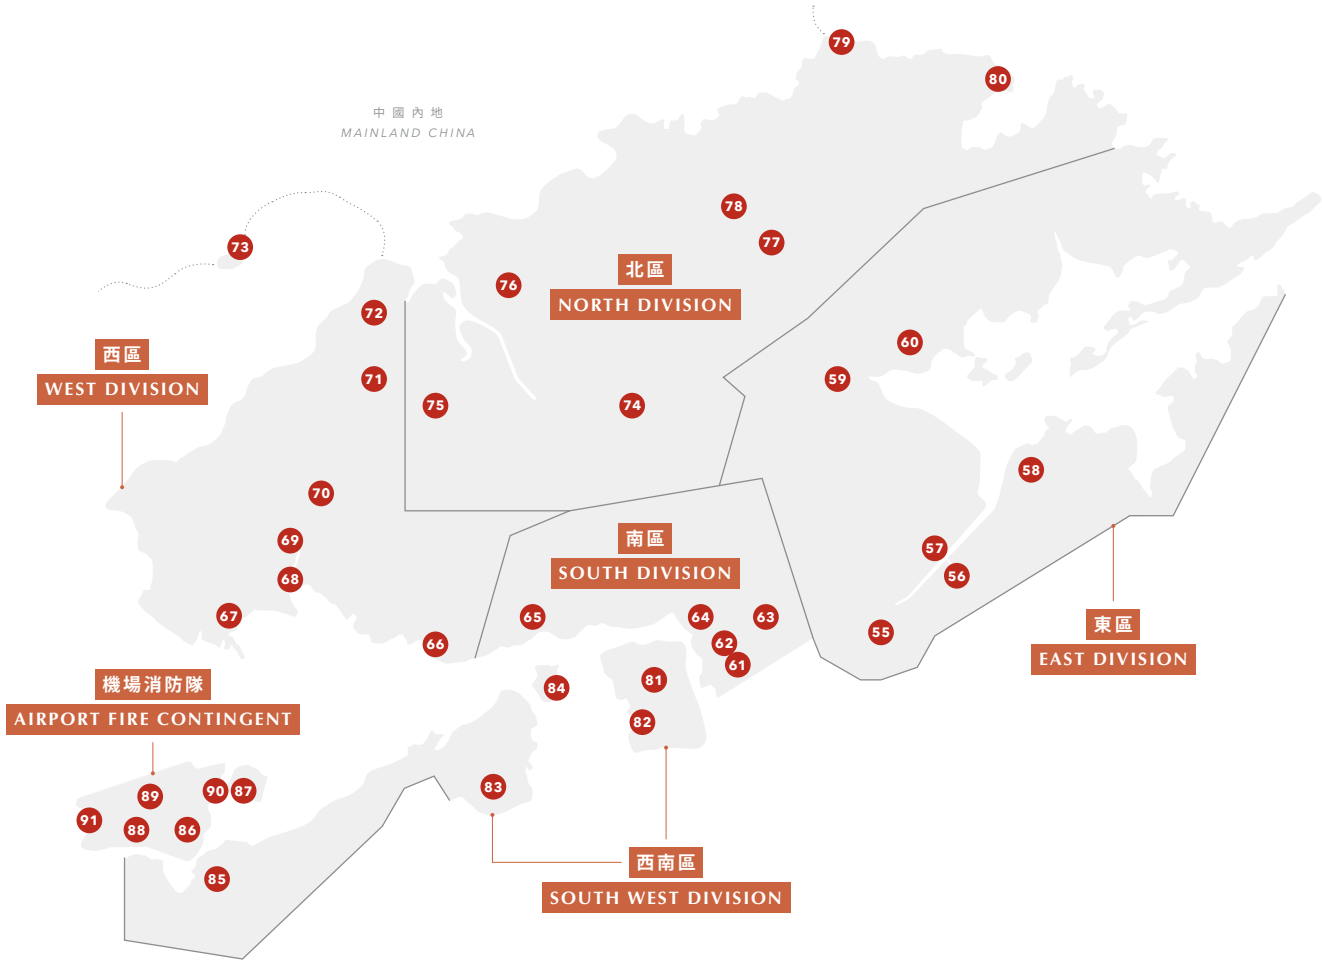 79
80
中國內地
MAINLAND CHINA
78
77
73
北區
NORTH DIVISION
76
72
西區
WEST DIVISION
71
75
74
60
59
70
69
68
67
66
58
57
56
55
南區
SOUTH DIVISION
65
64
63
62
61
東區
EAST DIVISION
機場消防隊
AIRPORT FIRE CONTINGENT
84
81
82
83
89
90
87
91
88
86
85
西南區
SOUTH WEST DIVISION